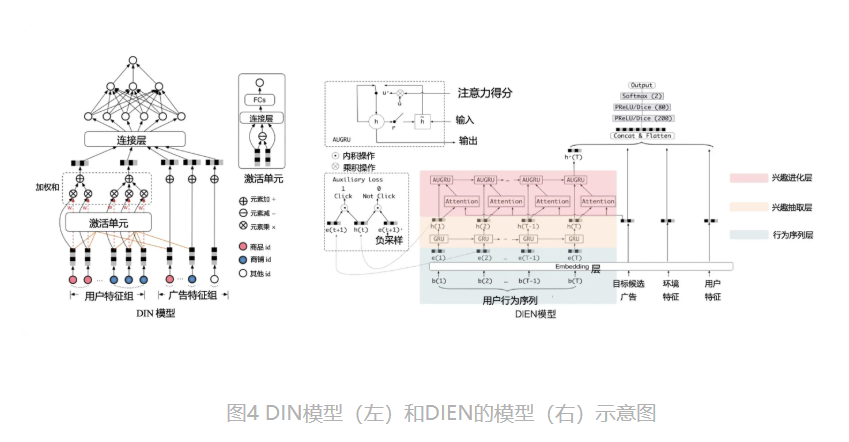 连接层
加权和
激活单元
用户特征组
广告特征组
DIN 模型
FCs
连接层
激活单元
元素加 +
元素减 -
元素乘 ×
商品 id
商铺 id
其他 id
注意力得分
输入
输出
AUGRU
h
r
内积操作
乘积操作
Auxiliary Loss
1
0
Click
Not Click
e(t+1)
h(t)
e(t+1)'
负采样
h'(T)
AUGRU
AUGRU
..
AUGRU
AUGRU
Attention
Attention
Attention
Attention
h(1)
h(2)
h(T-1)
h(T)
GRU
GRU
..
GRU
GRU
e(1)
e(2)
..
e(T-1)
e(T)
Embedding 层
b(1)
b(2)
..
b(T-1)
b(T)
用户行为序列
DIEN模型
Output
Softmax (2)
PReLU/Dice (80)
PReLU/Dice (200)
Concat & Flatten
目标候选
广告
环境
特征
用户
特征
兴趣进化层
兴趣抽取层
行为序列层
图4 DIN模型（左）和DIEN的模型（右）示意图